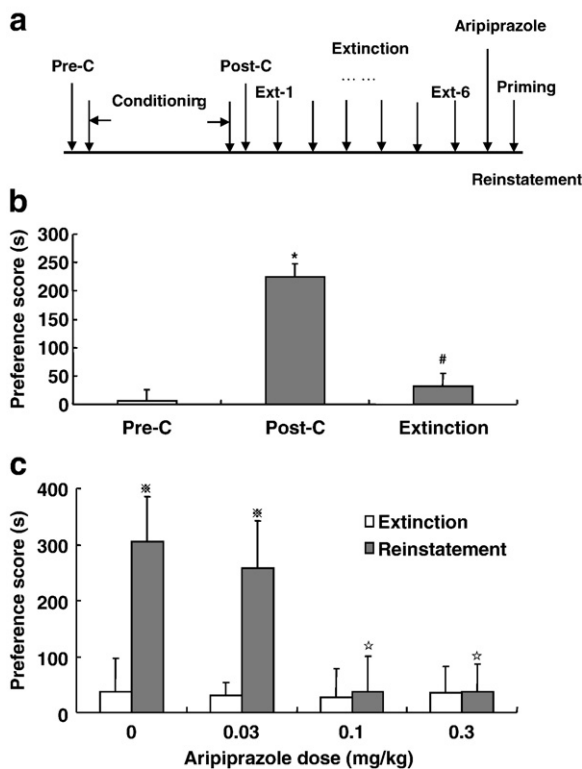 a
Aripiprazole
Extinction
Pre-C Post-C … …
Conditioning Ext-1 Ext-6 Priming
Reinstatement
b
Preference score (s)
300
250
200
150
100
50
0
*
#
Pre-C Post-C Extinction
c
Preference score (s)
400
300
200
100
0
※ ※
Extinction
Reinstatement
☆ ☆
0 0.03 0.1 0.3
Aripiprazole dose (mg/kg)